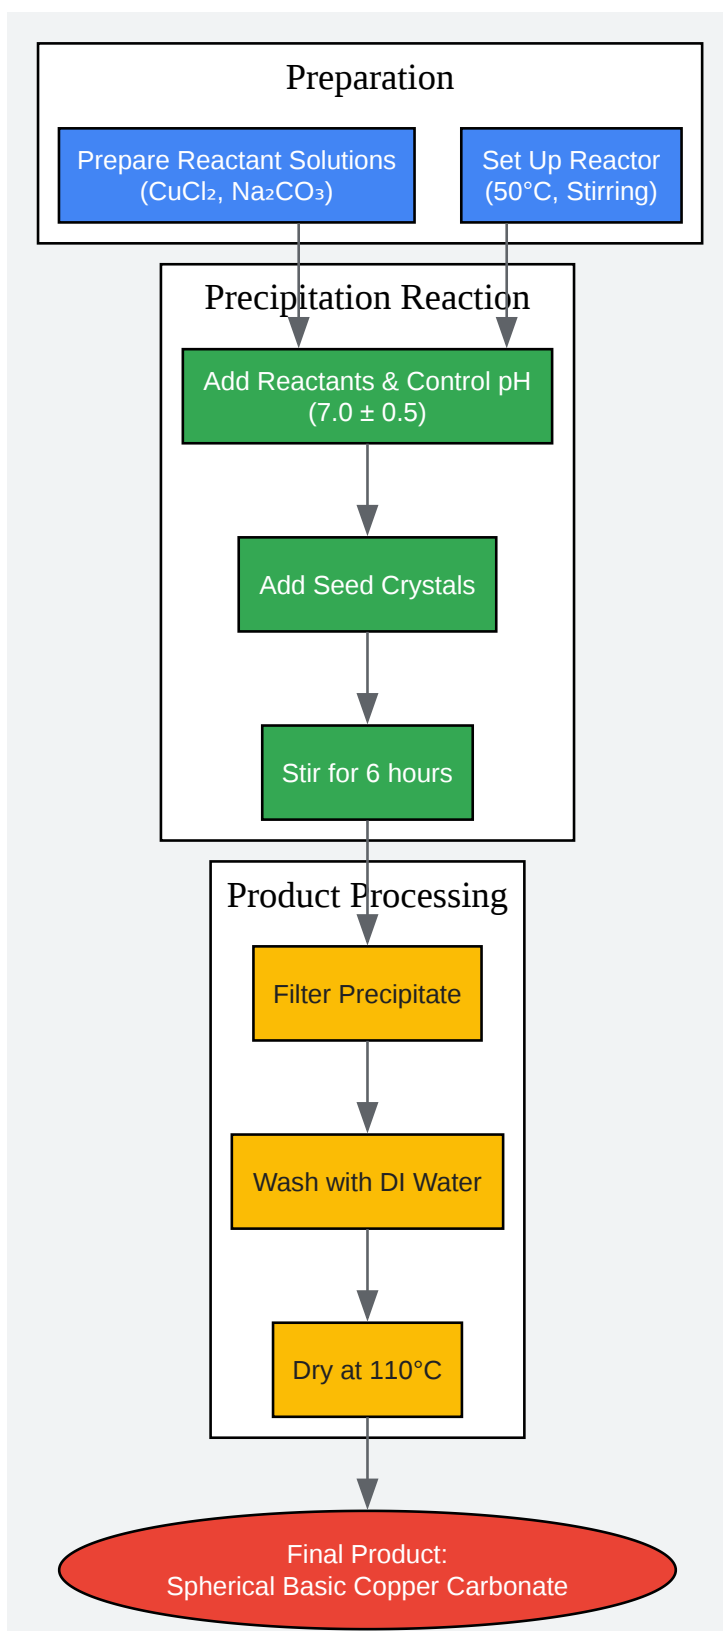 Preparation
Prepare Reactant Solutions
(CuCl₂, Na₂CO₃)
Set Up Reactor
(50°C, Stirring)
Precipitation Reaction
Add Reactants & Control pH
(7.0 ± 0.5)
Add Seed Crystals
Stir for 6 hours
Product Processing
Filter Precipitate
Wash with DI Water
Dry at 110°C
Final Product:
Spherical Basic Copper Carbonate